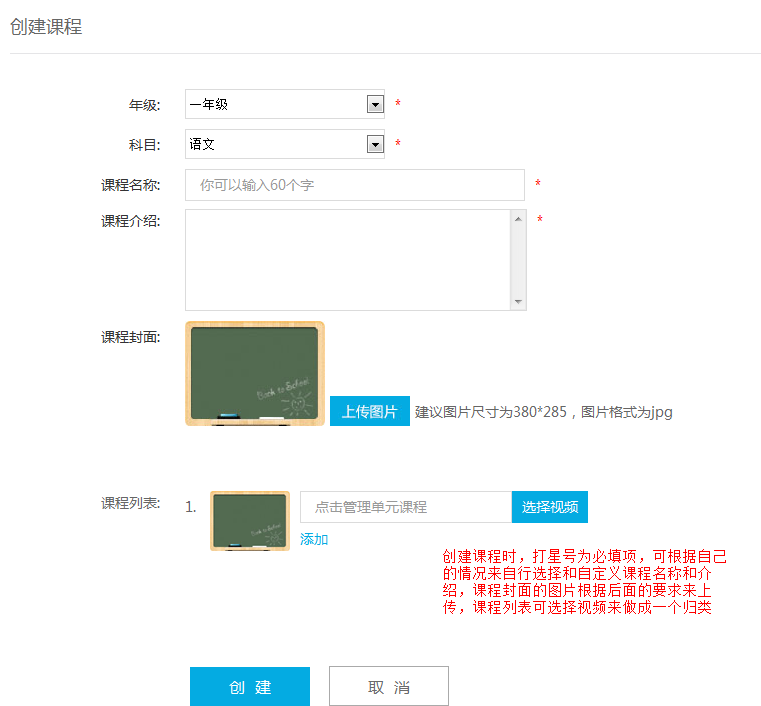 创建课程
年级: 一年级 *
科目: 语文 *
课程名称: 你可以输入60个字 *
课程介绍: *
课程封面:
Back to School
上传图片 建议图片尺寸为380*285，图片格式为jpg
课程列表: 1. 点击管理单元课程 选择视频
添加
创建课程时，打星号为必填项，可根据自己
的情况来自行选择和自定义课程名称和介
绍，课程封面的图片根据后面的要求来上
传，课程列表可选择视频来做成一个归类
创 建 取 消